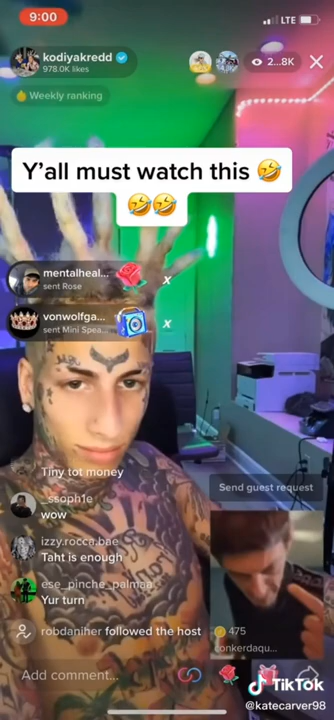 9:00
LTE
kodiyakredd
978.0K likes
2...8K
Weekly ranking
Y'all must watch this 🤣
🤣🤣
mentalheal...
sent Rose
x
vonwolfga...
sent Mini Spea...
x
Tiny tot money
Send guest request
_ssoph1e
wow
izzy.rocca.bae
Taht is enough
ese_pinche_palmaa
Yur turn
475
conkerdaqu...
robdaniher followed the host
Add comment...
TikTok
@katecarver98